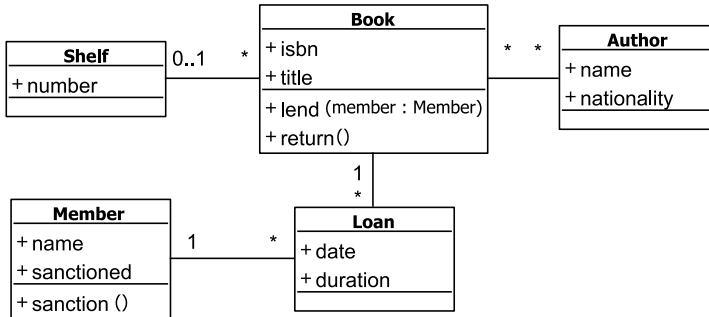 Book
+ isbn
+ title
+ lend (member : Member)
+ return()
Shelf
+ number
0..1 *
* *
Author
+ name
+ nationality
1
*
Member
+ name
+ sanctioned
+ sanction ()
1 *
Loan
+ date
+ duration